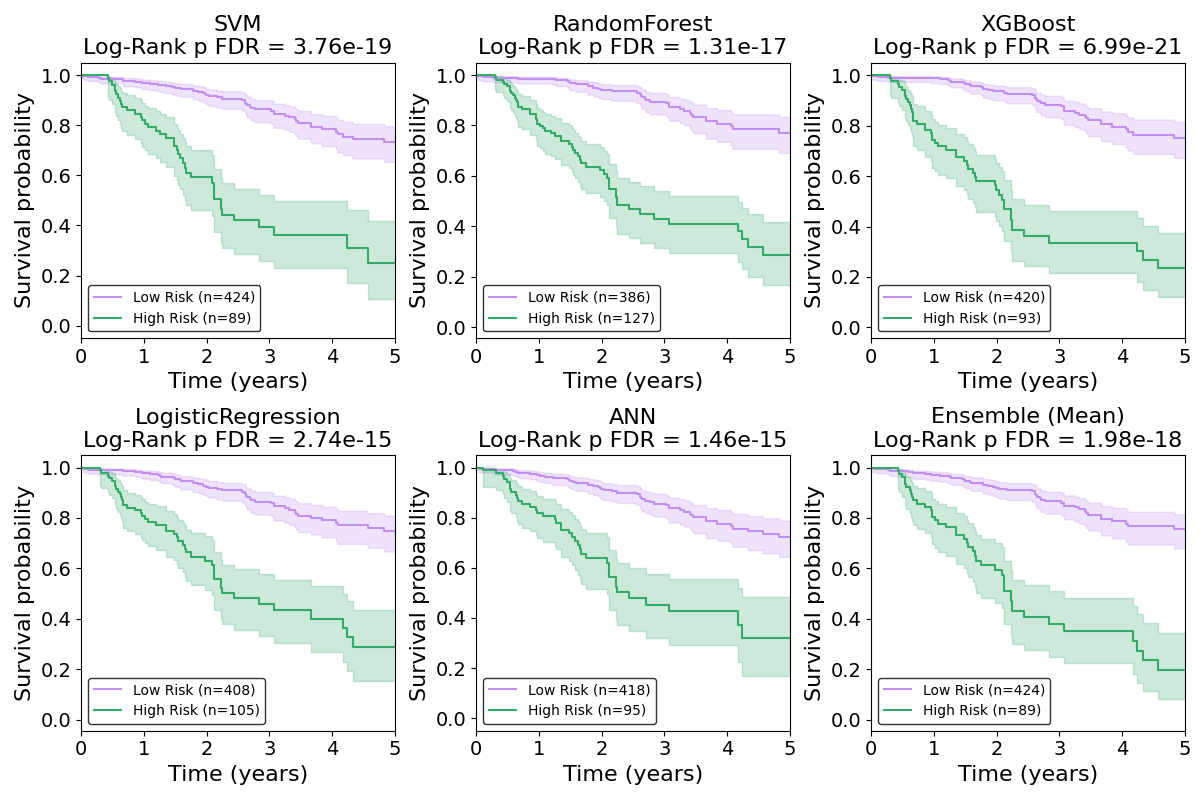 SVM
Log-Rank p FDR = 3.76e-19
Survival probability
1.0
0.8
0.6
0.4
0.2
0.0
Low Risk (n=424)
High Risk (n=89)
0 1 2 3 4 5
Time (years)
RandomForest
Log-Rank p FDR = 1.31e-17
Survival probability
1.0
0.8
0.6
0.4
0.2
0.0
Low Risk (n=386)
High Risk (n=127)
0 1 2 3 4 5
Time (years)
XGBoost
Log-Rank p FDR = 6.99e-21
Survival probability
1.0
0.8
0.6
0.4
0.2
0.0
Low Risk (n=420)
High Risk (n=93)
0 1 2 3 4 5
Time (years)
LogisticRegression
Log-Rank p FDR = 2.74e-15
Survival probability
1.0
0.8
0.6
0.4
0.2
0.0
Low Risk (n=408)
High Risk (n=105)
0 1 2 3 4 5
Time (years)
ANN
Log-Rank p FDR = 1.46e-15
Survival probability
1.0
0.8
0.6
0.4
0.2
0.0
Low Risk (n=418)
High Risk (n=95)
0 1 2 3 4 5
Time (years)
Ensemble (Mean)
Log-Rank p FDR = 1.98e-18
Survival probability
1.0
0.8
0.6
0.4
0.2
0.0
Low Risk (n=424)
High Risk (n=89)
0 1 2 3 4 5
Time (years)